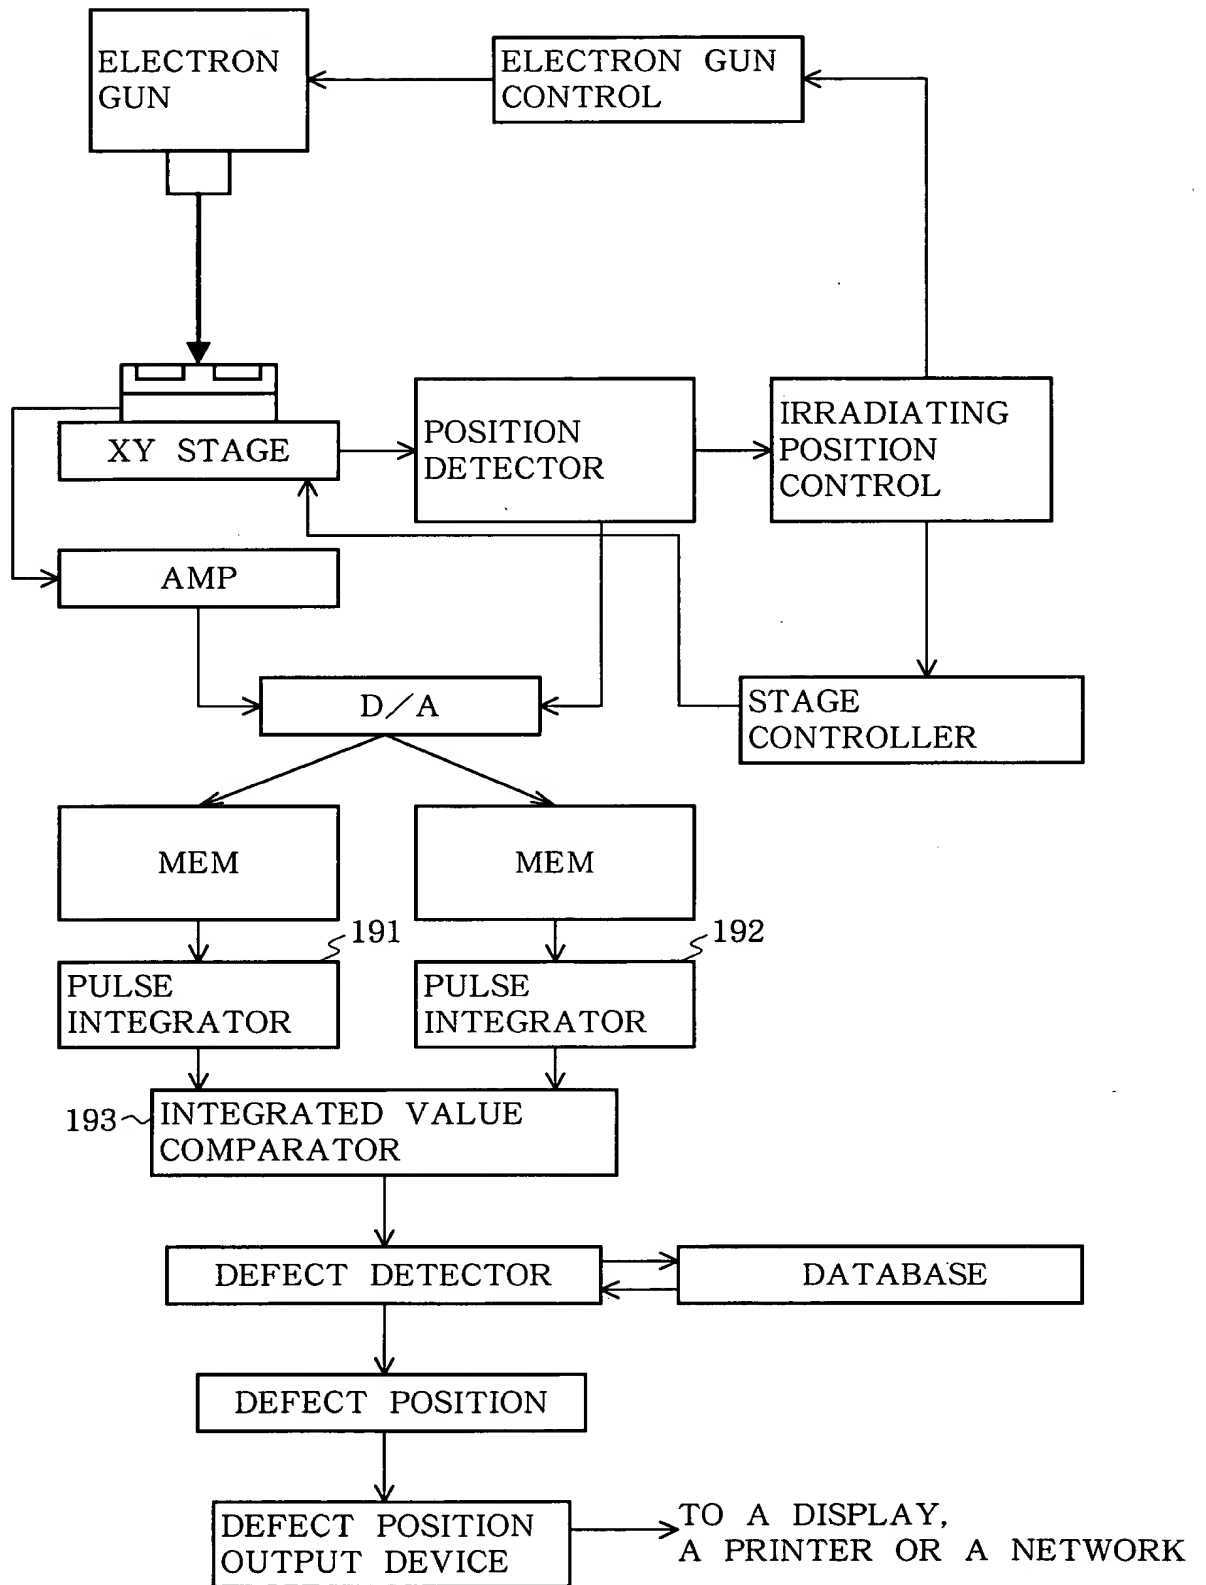 ELECTRON
GUN
ELECTRON GUN
CONTROL
XY STAGE
POSITION
DETECTOR
IRRADIATING
POSITION
CONTROL
AMP
D/A
STAGE
CONTROLLER
MEM
MEM
191
192
PULSE
INTEGRATOR
PULSE
INTEGRATOR
193
INTEGRATED VALUE
COMPARATOR
DEFECT DETECTOR
DATABASE
DEFECT POSITION
DEFECT POSITION
OUTPUT DEVICE
TO A DISPLAY,
A PRINTER OR A NETWORK